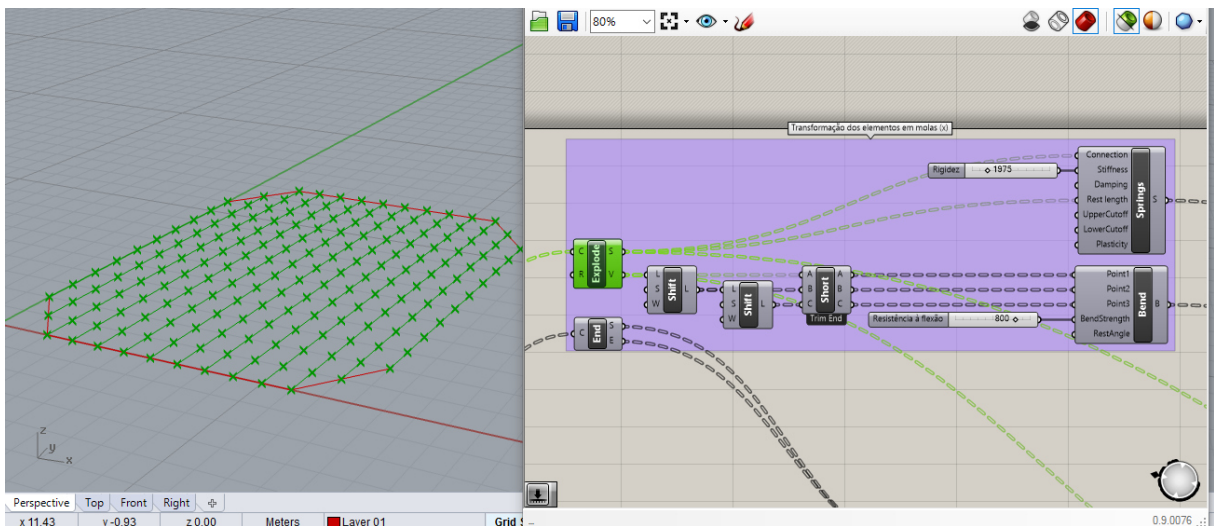 80%
Transformação dos elementos em molas (x)
Rigidez
1975
Connection
Stiffness
Damping
Rest length
UpperCutoff
LowerCutoff
Plasticity
Springs
S
C
R
Explode
S
V
L
S
W
Shift
L
L
S
W
Shift
L
A
B
C
Short
A
B
C
Trim End
C
End
S
E
Resistência à flexão
800
Point1
Point2
Point3
BendStrength
RestAngle
Bend
B
z
y
x
Perspective Top Front Right
x 11.43 y -0.93 z 0.00 Meters Layer 01 Grid S
0.9.0076